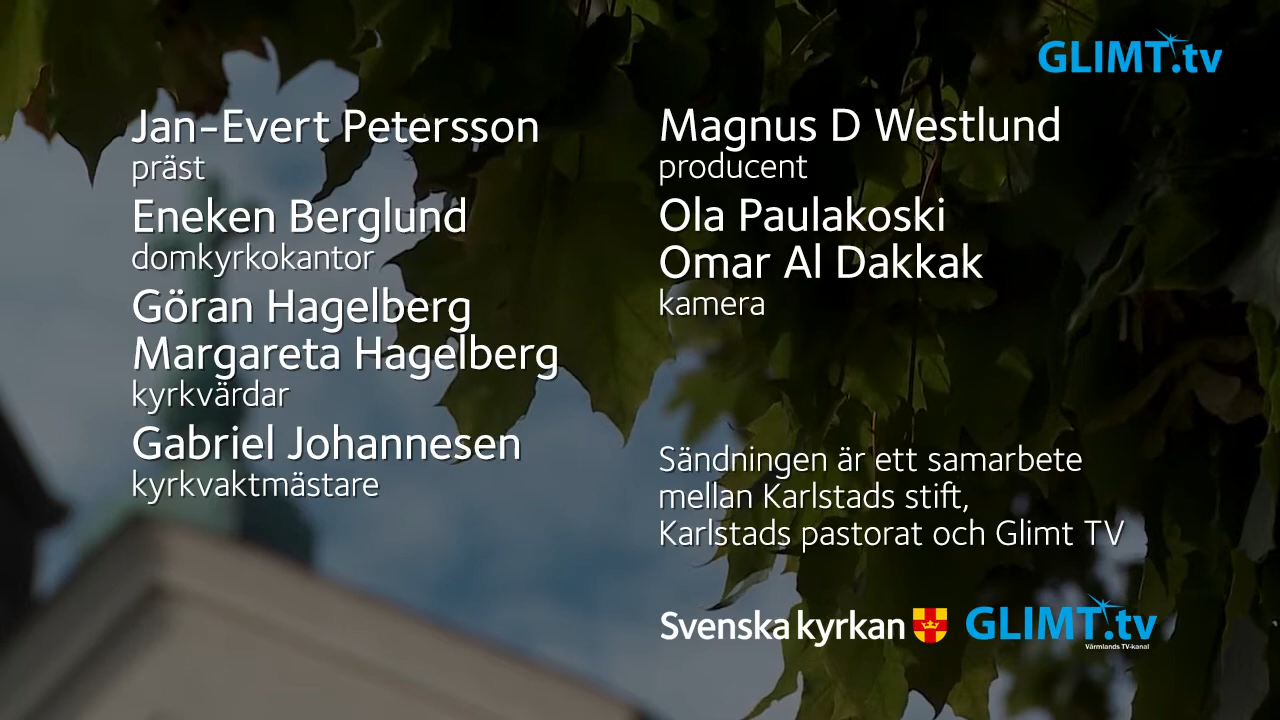 GLIMT.tv
Jan-Evert Petersson
präst
Eneken Berglund
domkyrkokantor
Göran Hagelberg
Margareta Hagelberg
kyrkvärdar
Gabriel Johannesen
kyrkvaktmästare
Magnus D Westlund
producent
Ola Paulakoski
Omar Al Dakkak
kamera
Sändningen är ett samarbete
mellan Karlstads stift,
Karlstads pastorat och Glimt TV
Svenska kyrkan
GLIMT.tv
Värmlands TV-kanal